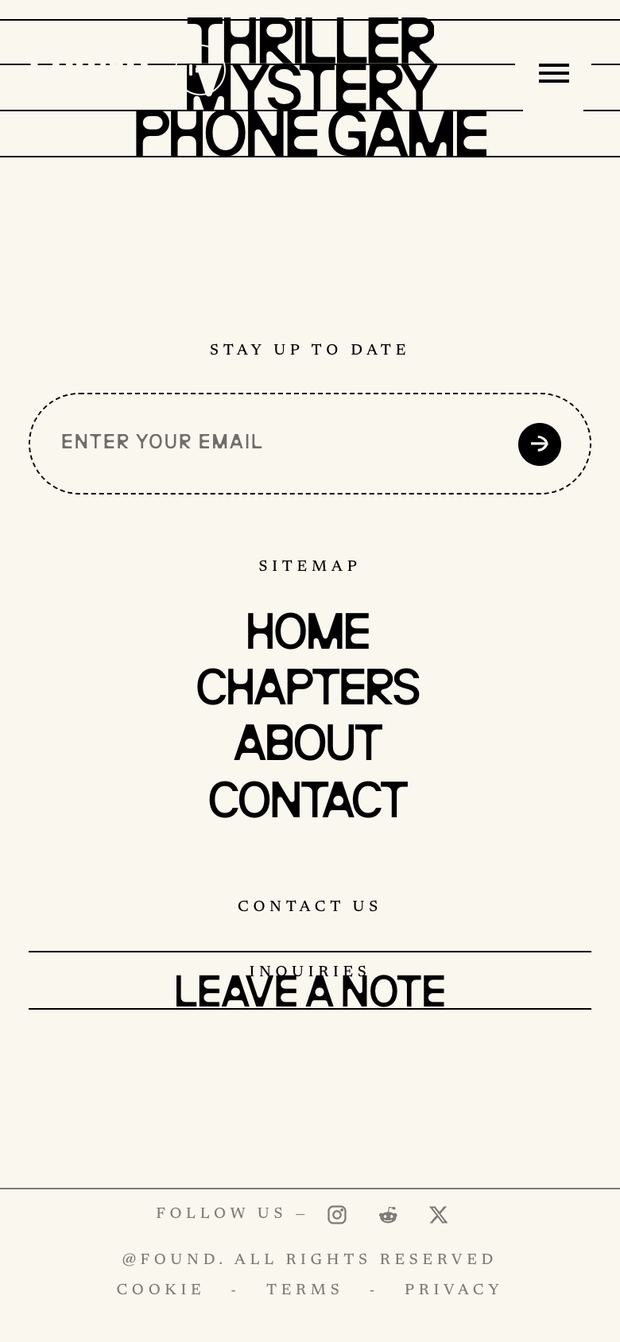 THRILLER
MYSTERY
PHONE GAME
STAY UP TO DATE
ENTER YOUR EMAIL
SITEMAP
HOME
CHAPTERS
ABOUT
CONTACT
CONTACT US
INQUIRIES
LEAVE A NOTE
FOLLOW US –
@FOUND. ALL RIGHTS RESERVED
COOKIE - TERMS - PRIVACY